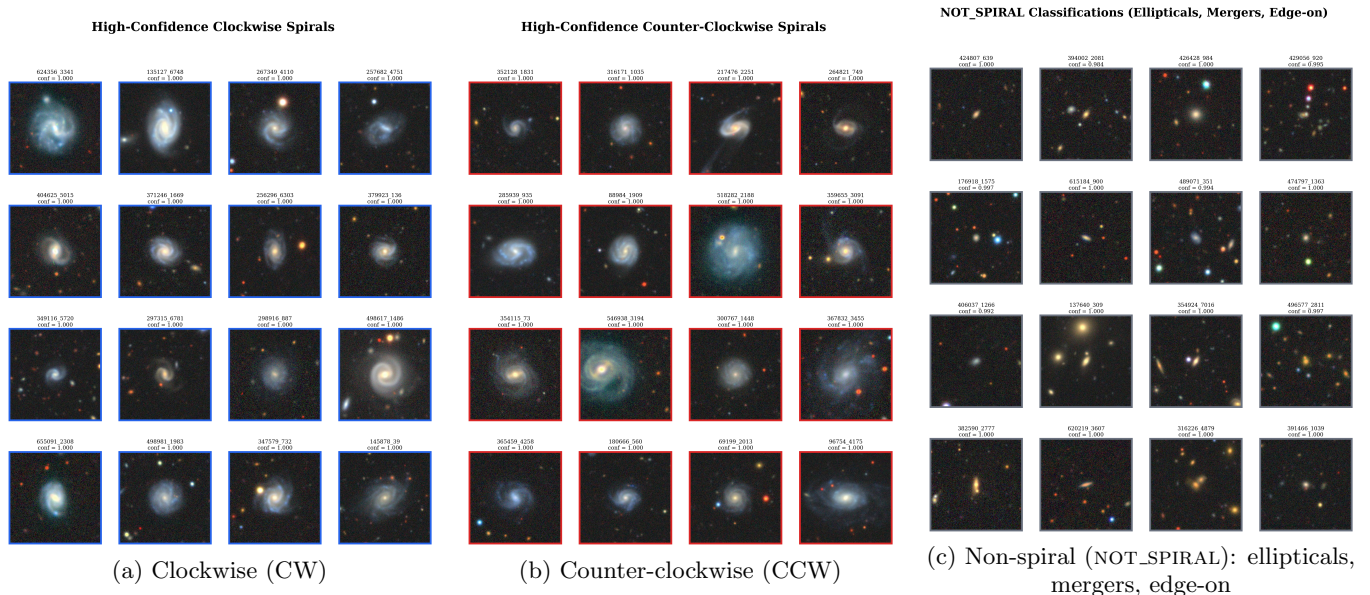 High-Confidence Clockwise Spirals
624356_3341
conf = 1.000
135127_6748
conf = 1.000
267349_4110
conf = 1.000
257682_4751
conf = 1.000
404625_5015
conf = 1.000
371246_1669
conf = 1.000
256296_6303
conf = 1.000
379923_136
conf = 1.000
349116_5720
conf = 1.000
297315_6781
conf = 1.000
298916_887
conf = 1.000
498617_1486
conf = 1.000
655091_2308
conf = 1.000
498981_1983
conf = 1.000
347579_732
conf = 1.000
145878_39
conf = 1.000
(a) Clockwise (CW)
High-Confidence Counter-Clockwise Spirals
352128_1831
conf = 1.000
316171_1035
conf = 1.000
217476_2251
conf = 1.000
264821_749
conf = 1.000
285939_935
conf = 1.000
88984_1909
conf = 1.000
518282_2188
conf = 1.000
359655_3091
conf = 1.000
354115_73
conf = 1.000
546938_3194
conf = 1.000
300767_1448
conf = 1.000
367832_3455
conf = 1.000
365459_4258
conf = 1.000
180666_560
conf = 1.000
69199_2013
conf = 1.000
96754_4175
conf = 1.000
(b) Counter-clockwise (CCW)
NOT_SPIRAL Classifications (Ellipticals, Mergers, Edge-on)
424807_639
conf = 1.000
394002_2081
conf = 0.984
426428_984
conf = 1.000
429056_920
conf = 0.995
176918_1575
conf = 0.997
615184_900
conf = 1.000
489071_351
conf = 0.994
474797_1363
conf = 1.000
406037_1266
conf = 0.992
137640_309
conf = 1.000
354924_7016
conf = 1.000
496577_2811
conf = 0.997
382590_2777
conf = 1.000
620219_3607
conf = 1.000
316226_4879
conf = 1.000
391466_1039
conf = 1.000
(c) Non-spiral (NOT_SPIRAL): ellipticals,
mergers, edge-on